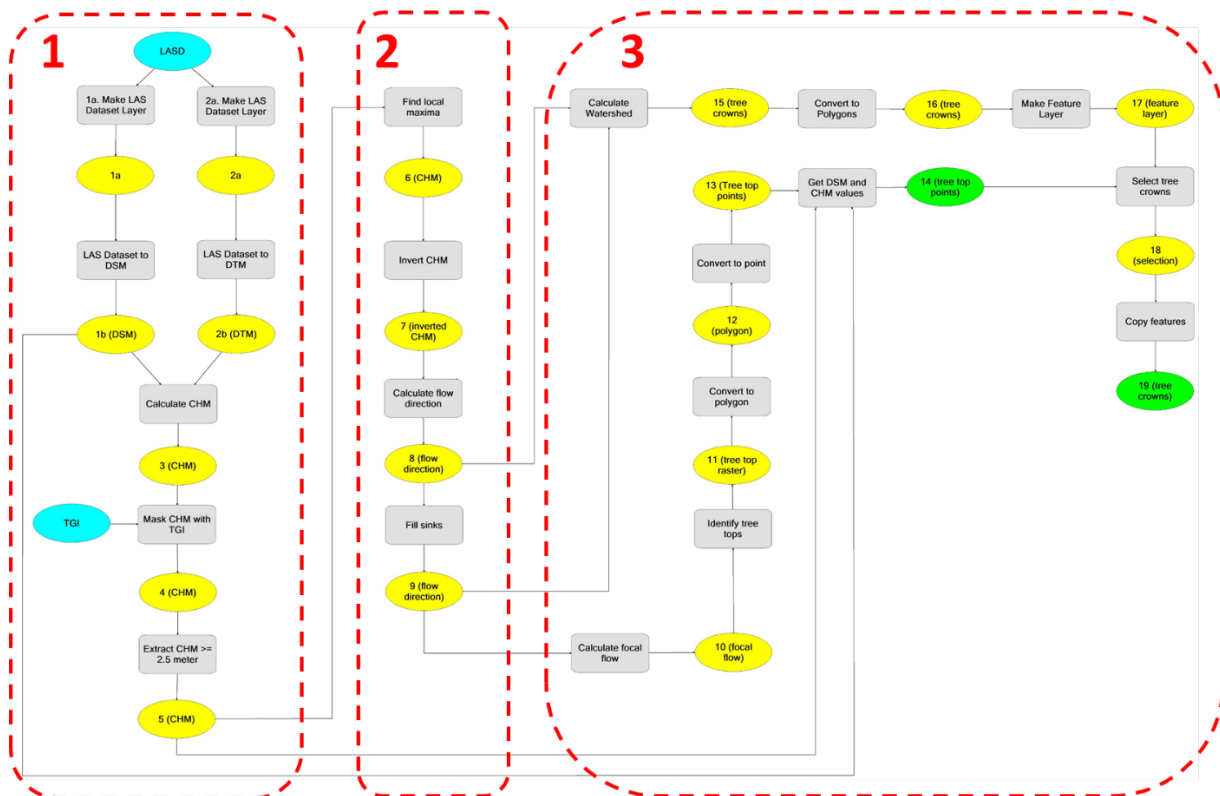 1
LASD
1a. Make LAS
Dataset Layer
2a. Make LAS
Dataset Layer
1a
2a
LAS Dataset to
DSM
LAS Dataset to
DTM
1b (DSM)
2b (DTM)
Calculate CHM
3 (CHM)
TGI
Mask CHM with
TGI
4 (CHM)
Extract CHM >=
2.5 meter
5 (CHM)
2
Find local
maxima
6 (CHM)
Invert CHM
7 (inverted
CHM)
Calculate flow
direction
8 (flow
direction)
Fill sinks
9 (flow
direction)
3
Calculate
Watershed
15 (tree
crowns)
Convert to
Polygons
16 (tree
crowns)
Make Feature
Layer
17 (feature
layer)
13 (Tree top
points)
Get DSM and
CHM values
14 (tree top
points)
Select tree
crowns
Convert to point
18
(selection)
12
(polygon)
Copy features
Convert to
polygon
19 (tree
crowns)
11 (tree top
raster)
Identify tree
tops
Calculate focal
flow
10 (focal
flow)